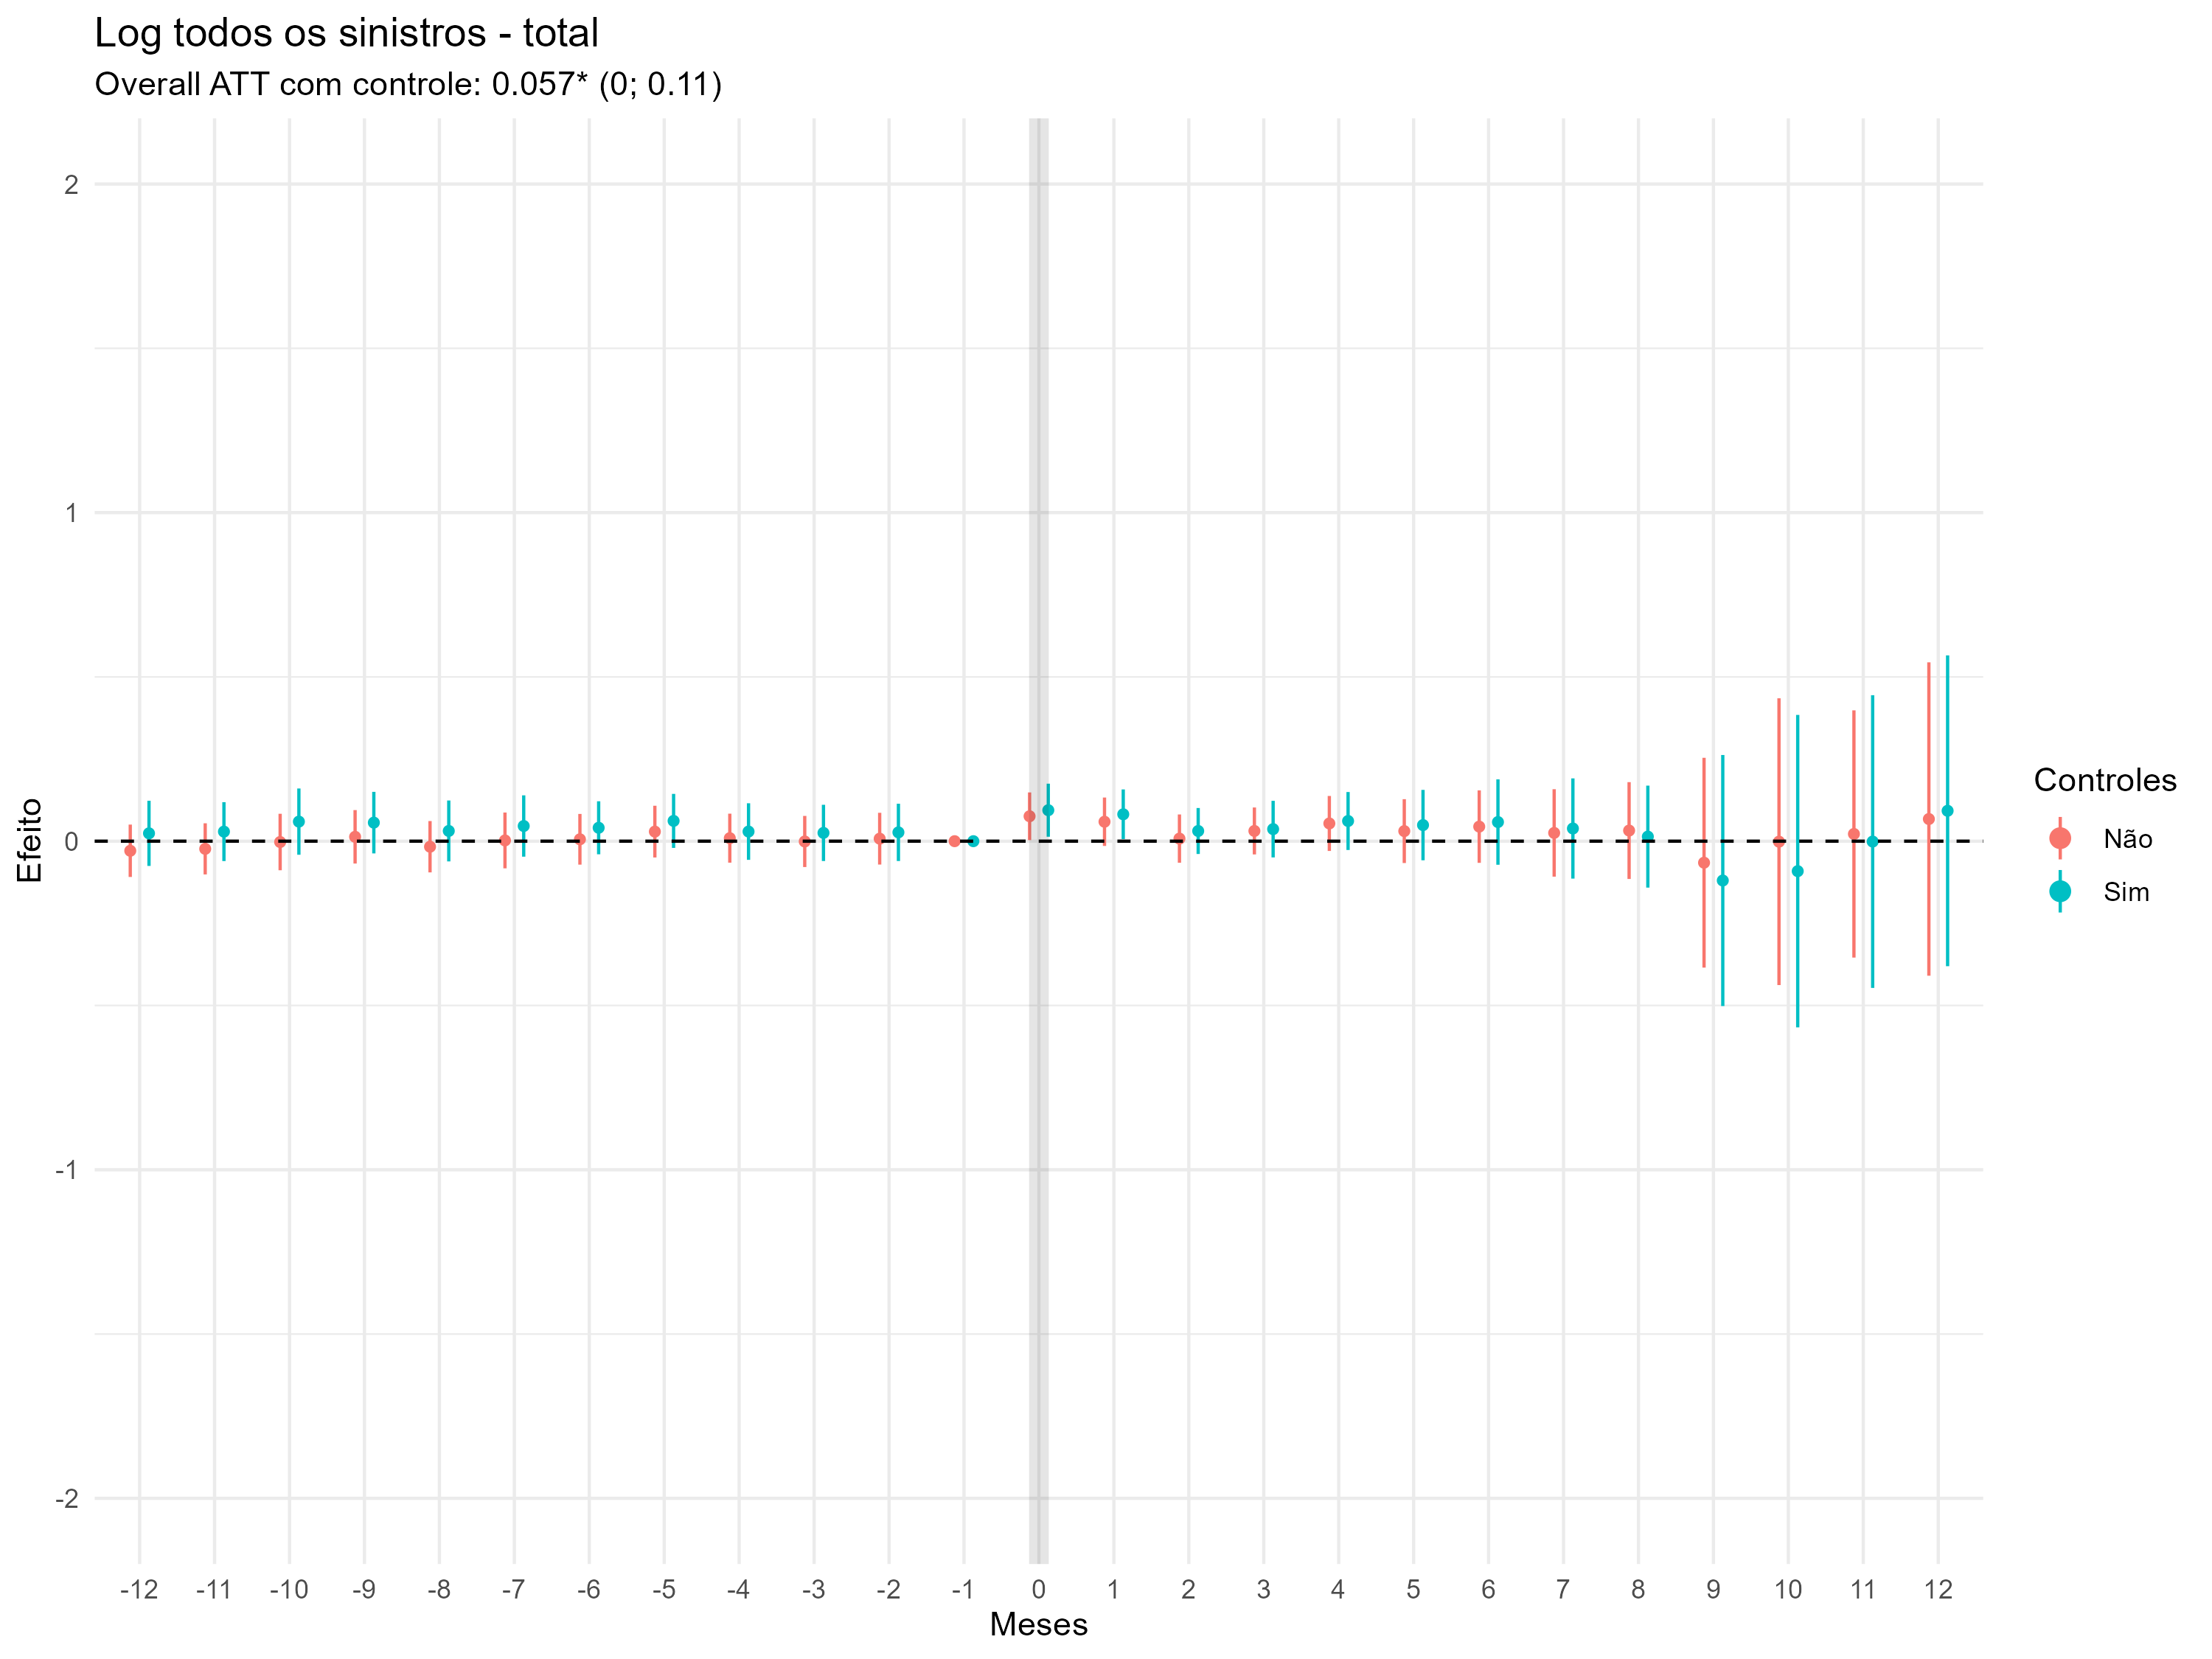 Log todos os sinistros - total
Overall ATT com controle: 0.057* (0; 0.11)
Efeito
2
1
0
-1
-2
-12 -11 -10 -9 -8 -7 -6 -5 -4 -3 -2 -1 0 1 2 3 4 5 6 7 8 9 10 11 12
Meses
Controles
Não
Sim